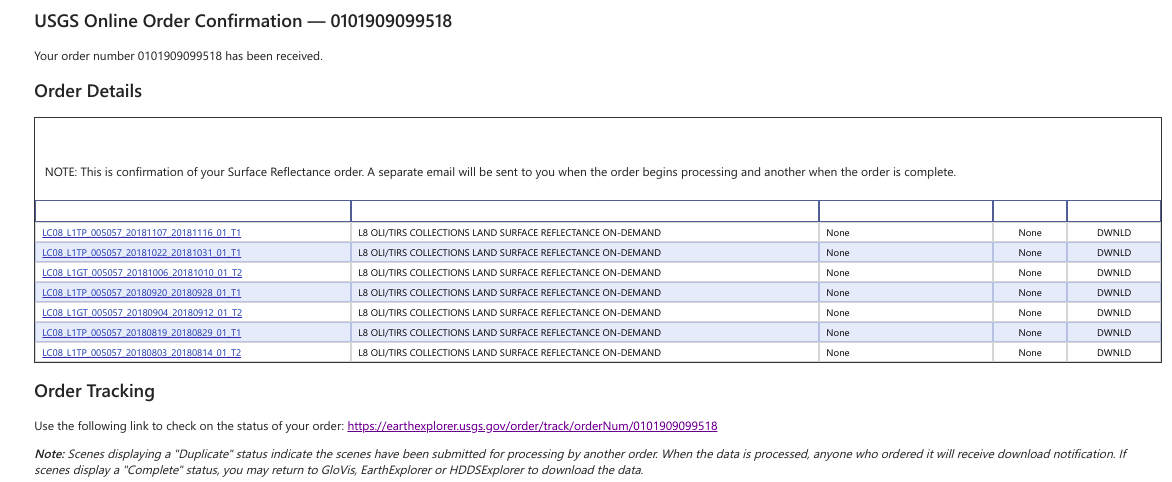 USGS Online Order Confirmation — 0101909099518
Your order number 0101909099518 has been received.
Order Details
NOTE: This is confirmation of your Surface Reflectance order. A separate email will be sent to you when the order begins processing and another when the order is complete.
LC08_L1TP_005057_20181107_20181116_01_T1 L8 OLI/TIRS COLLECTIONS LAND SURFACE REFLECTANCE ON-DEMAND None None DWNLD
LC08_L1TP_005057_20181022_20181031_01_T1 L8 OLI/TIRS COLLECTIONS LAND SURFACE REFLECTANCE ON-DEMAND None None DWNLD
LC08_L1GT_005057_20181006_20181010_01_T2 L8 OLI/TIRS COLLECTIONS LAND SURFACE REFLECTANCE ON-DEMAND None None DWNLD
LC08_L1TP_005057_20180920_20180928_01_T1 L8 OLI/TIRS COLLECTIONS LAND SURFACE REFLECTANCE ON-DEMAND None None DWNLD
LC08_L1GT_005057_20180904_20180912_01_T2 L8 OLI/TIRS COLLECTIONS LAND SURFACE REFLECTANCE ON-DEMAND None None DWNLD
LC08_L1TP_005057_20180819_20180829_01_T1 L8 OLI/TIRS COLLECTIONS LAND SURFACE REFLECTANCE ON-DEMAND None None DWNLD
LC08_L1TP_005057_20180803_20180814_01_T2 L8 OLI/TIRS COLLECTIONS LAND SURFACE REFLECTANCE ON-DEMAND None None DWNLD
Order Tracking
Use the following link to check on the status of your order: https://earthexplorer.usgs.gov/order/track/orderNum/0101909099518
Note: Scenes displaying a "Duplicate" status indicate the scenes have been submitted for processing by another order. When the data is processed, anyone who ordered it will receive download notification. If
scenes display a "Complete" status, you may return to GloVis, EarthExplorer or HDDSExplorer to download the data.